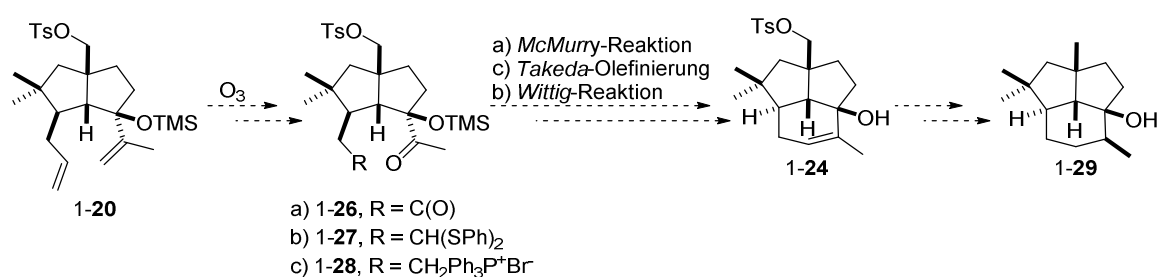 TsO
H
OTMS
1-20
O₃
TsO
H
OTMS
R
O
a) 1-26, R = C(O)
b) 1-27, R = CH(SPh)₂
c) 1-28, R = CH₂Ph₃P⁺Br⁻
a) McMurry-Reaktion
c) Takeda-Olefinierung
b) Wittig-Reaktion
TsO
H
H
OH
1-24
H
H
OH
1-29